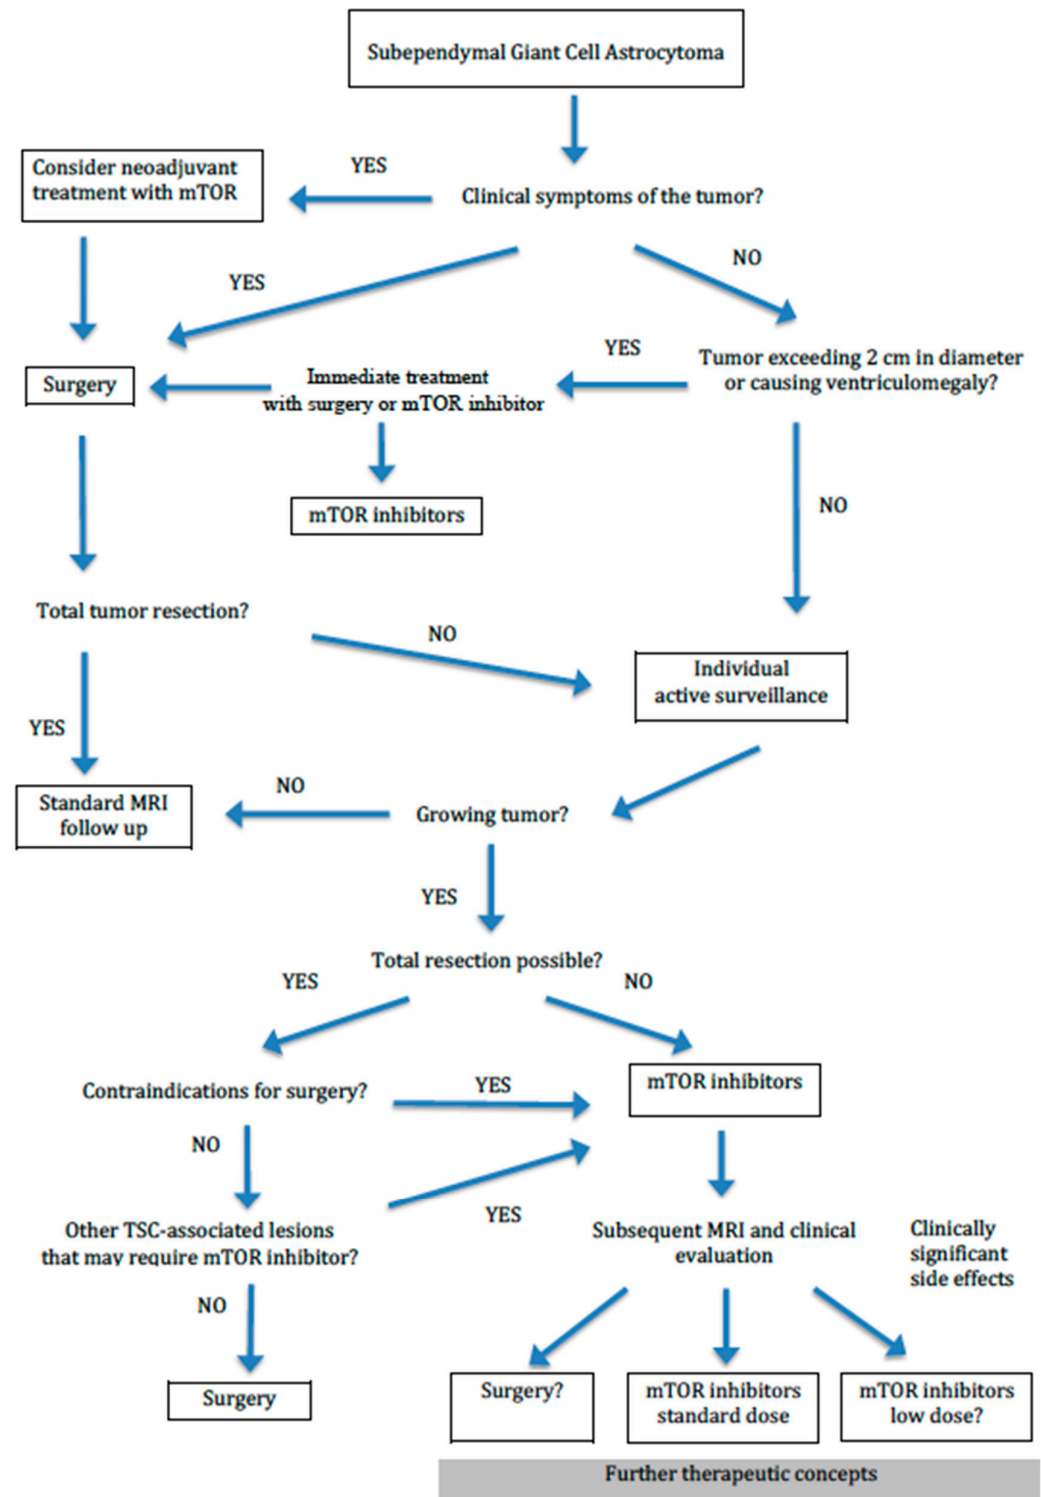 Subependymal Giant Cell Astrocytoma
Consider neoadjuvant
treatment with mTOR
YES
Clinical symptoms of the tumor?
YES
NO
Surgery
Immediate treatment
with surgery or mTOR inhibitor
YES
Tumor exceeding 2 cm in diameter
or causing ventriculomegaly?
mTOR inhibitors
NO
Total tumor resection?
NO
Individual
active surveillance
YES
Standard MRI
follow up
NO
Growing tumor?
YES
Total resection possible?
YES
NO
Contraindications for surgery?
YES
mTOR inhibitors
NO
YES
Other TSC-associated lesions
that may require mTOR inhibitor?
Subsequent MRI and clinical
evaluation
Clinically
significant
side effects
NO
Surgery
Surgery?
mTOR inhibitors
standard dose
mTOR inhibitors
low dose?
Further therapeutic concepts